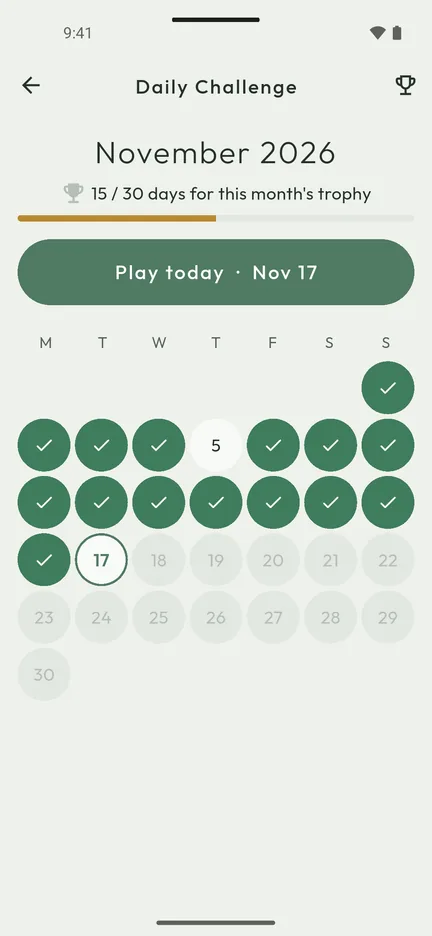 9:41
Daily Challenge
November 2026
15 / 30 days for this month's trophy
Play today · Nov 17
M T W T F S S
5
17 18 19 20 21 22
23 24 25 26 27 28 29
30